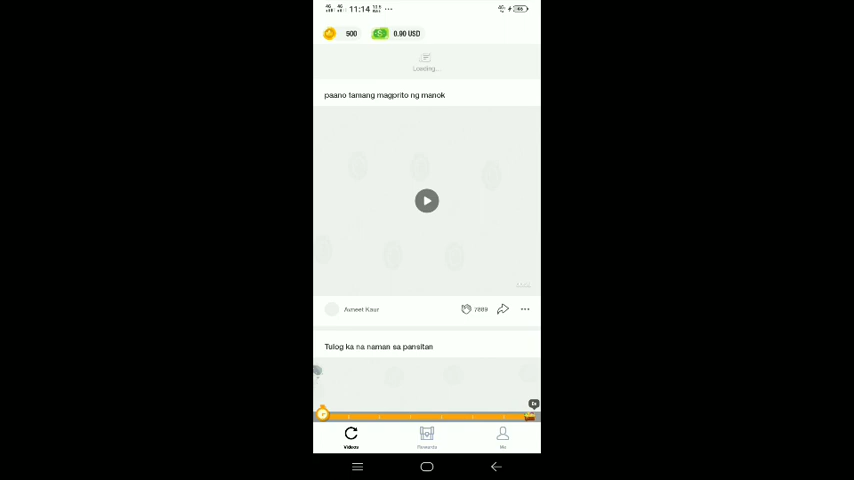 11:14
500
0.90 USD
Loading...
paano tamang magprito ng manok
Avneet Kaur
7889
Tulog ka na naman sa pansitan
Videos
Rewards
Me